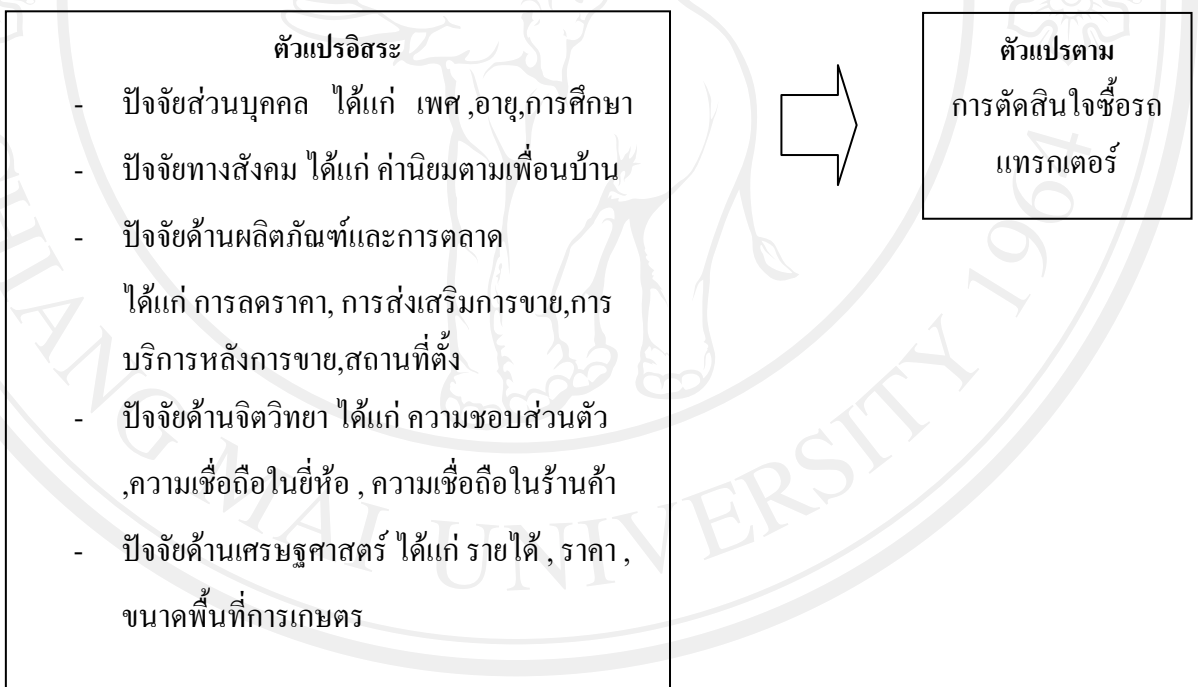 ตัวแปรอิสระ
- ปัจจัยส่วนบุคคล ได้แก่ เพศ ,อายุ,การศึกษา
- ปัจจัยทางสังคม ได้แก่ ค่านิยมตามเพื่อนบ้าน
- ปัจจัยด้านผลิตภัณฑ์และการตลาด
ได้แก่ การลดราคา, การส่งเสริมการขาย,การ
บริการหลังการขาย,สถานที่ตั้ง
- ปัจจัยด้านจิตวิทยา ได้แก่ ความชอบส่วนตัว
,ความเชื่อถือในยี่ห้อ , ความเชื่อถือในร้านค้า
- ปัจจัยด้านเศรษฐศาสตร์ ได้แก่ รายได้ , ราคา ,
ขนาดพื้นที่การเกษตร
ตัวแปรตาม
การตัดสินใจซื้อรถ
แทรกเตอร์
CHIANG MAI UNIVERSITY 1964